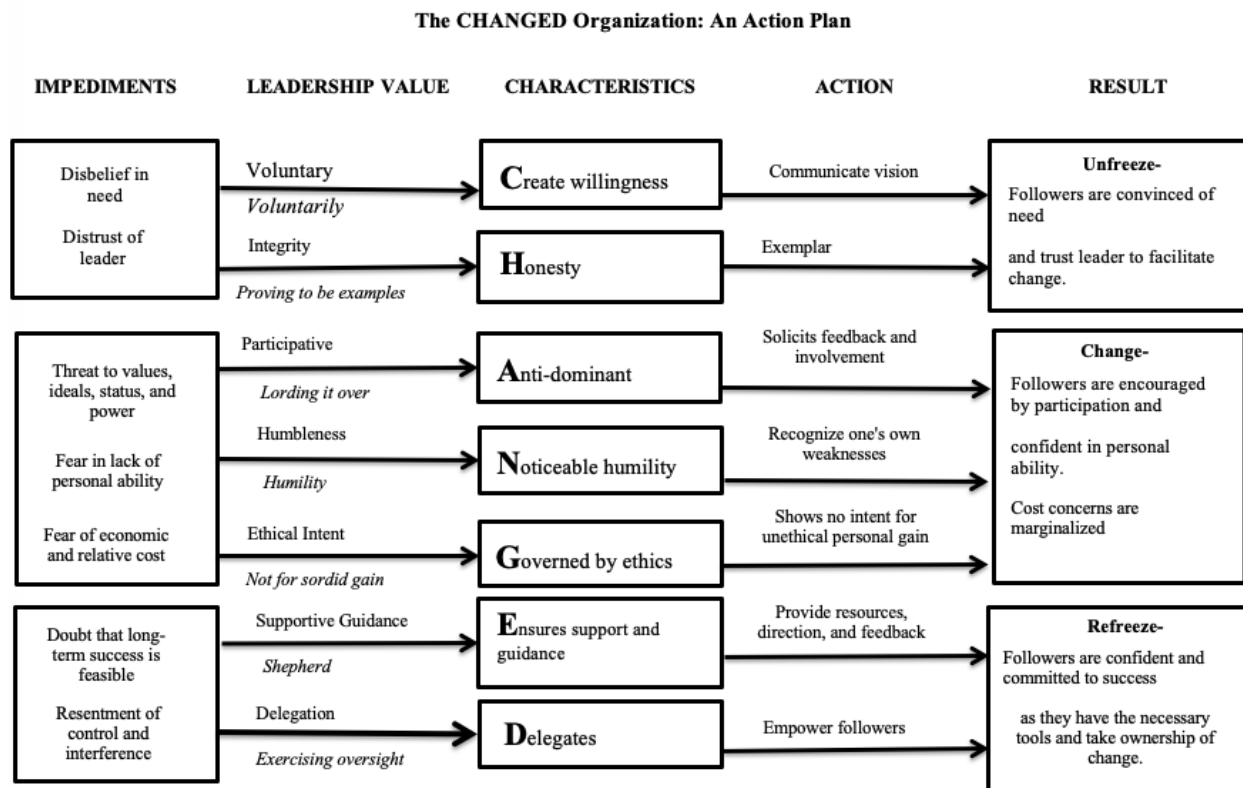 The CHANGED Organization: An Action Plan
IMPEDIMENTS
LEADERSHIP VALUE
CHARACTERISTICS
ACTION
RESULT
Disbelief in
need
Distrust of
leader
Voluntary
Voluntarily
Create willingness
Communicate vision
Integrity
Proving to be examples
Honesty
Exemplar
Unfreeze-
Followers are convinced of
need
and trust leader to facilitate
change.
Threat to values,
ideals, status, and
power
Fear in lack of
personal ability
Fear of economic
and relative cost
Participative
Lording it over
Anti-dominant
Solicits feedback and
involvement
Humbleness
Humility
Noticeable humility
Recognize one's own
weaknesses
Ethical Intent
Not for sordid gain
Governed by ethics
Shows no intent for
unethical personal gain
Change-
Followers are encouraged
by participation and
confident in personal
ability.
Cost concerns are
marginalized
Doubt that long-
term success is
feasible
Resentment of
control and
interference
Supportive Guidance
Shepherd
Ensures support and
guidance
Provide resources,
direction, and feedback
Delegation
Exercising oversight
Delegates
Empower followers
Refreeze-
Followers are confident and
committed to success
as they have the necessary
tools and take ownership of
change.